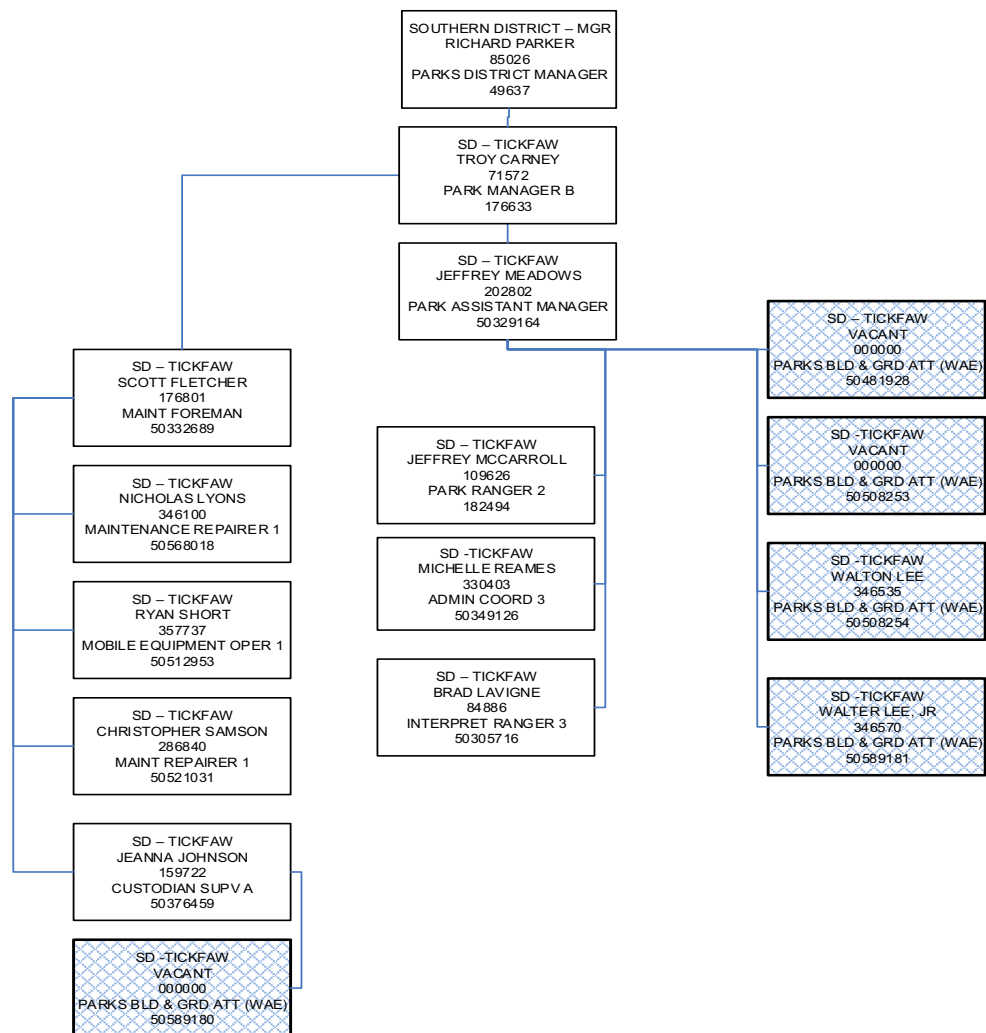 SOUTHERN DISTRICT – MGR
RICHARD PARKER
85026
PARKS DISTRICT MANAGER
49637
SD – TICKFAW
TROY CARNEY
71572
PARK MANAGER B
176633
SD – TICKFAW
JEFFREY MEADOWS
202802
PARK ASSISTANT MANAGER
50329164
SD – TICKFAW
SCOTT FLETCHER
176801
MAINT FOREMAN
50332689
SD – TICKFAW
NICHOLAS LYONS
346100
MAINTENANCE REPAIRER 1
50568018
SD – TICKFAW
RYAN SHORT
357737
MOBILE EQUIPMENT OPER 1
50512953
SD – TICKFAW
CHRISTOPHER SAMSON
286840
MAINT REPAIRER 1
50521031
SD – TICKFAW
JEANNA JOHNSON
159722
CUSTODIAN SUPV A
50376459
SD -TICKFAW
VACANT
000000
PARKS BLD & GRD ATT (WAE)
50589180
SD – TICKFAW
JEFFREY MCCARROLL
109626
PARK RANGER 2
182494
SD -TICKFAW
MICHELLE REAMES
330403
ADMIN COORD 3
50349126
SD – TICKFAW
BRAD LAVIGNE
84886
INTERPRET RANGER 3
50305716
SD – TICKFAW
VACANT
000000
PARKS BLD & GRD ATT (WAE)
50481928
SD -TICKFAW
VACANT
000000
PARKS BLD & GRD ATT (WAE)
50508253
SD -TICKFAW
WALTON LEE
346535
PARKS BLD & GRD ATT (WAE)
50508254
SD -TICKFAW
WALTER LEE, JR
346570
PARKS BLD & GRD ATT (WAE)
50589181